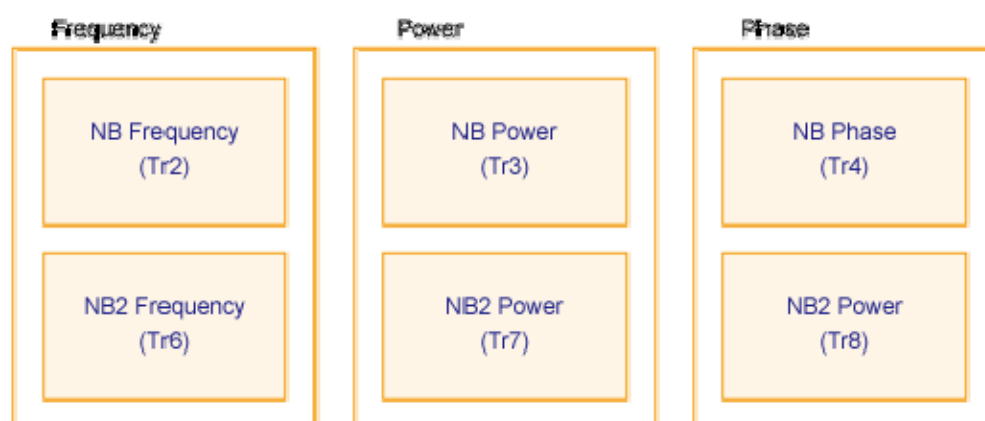 Frequency
Power
Phase
NB Frequency
(Tr2)
NB Power
(Tr3)
NB Phase
(Tr4)
NB2 Frequency
(Tr6)
NB2 Power
(Tr7)
NB2 Power
(Tr8)